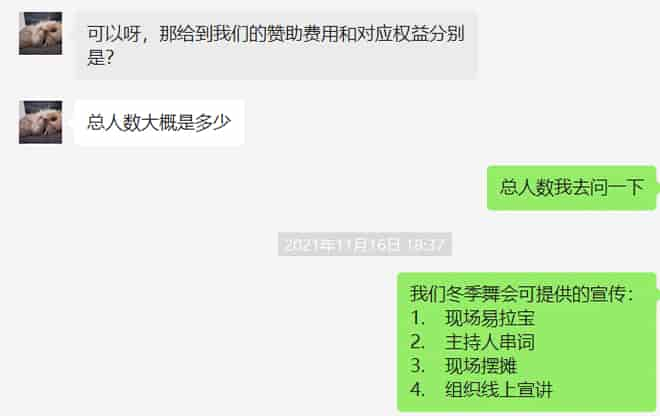 可以呀，那给到我们的赞助费用和对应权益分别
是？
总人数大概是多少
总人数我去问一下
2021年11月16日 18:37
我们冬季舞会可提供的宣传：
1. 现场易拉宝
2. 主持人串词
3. 现场摆摊
4. 组织线上宣讲